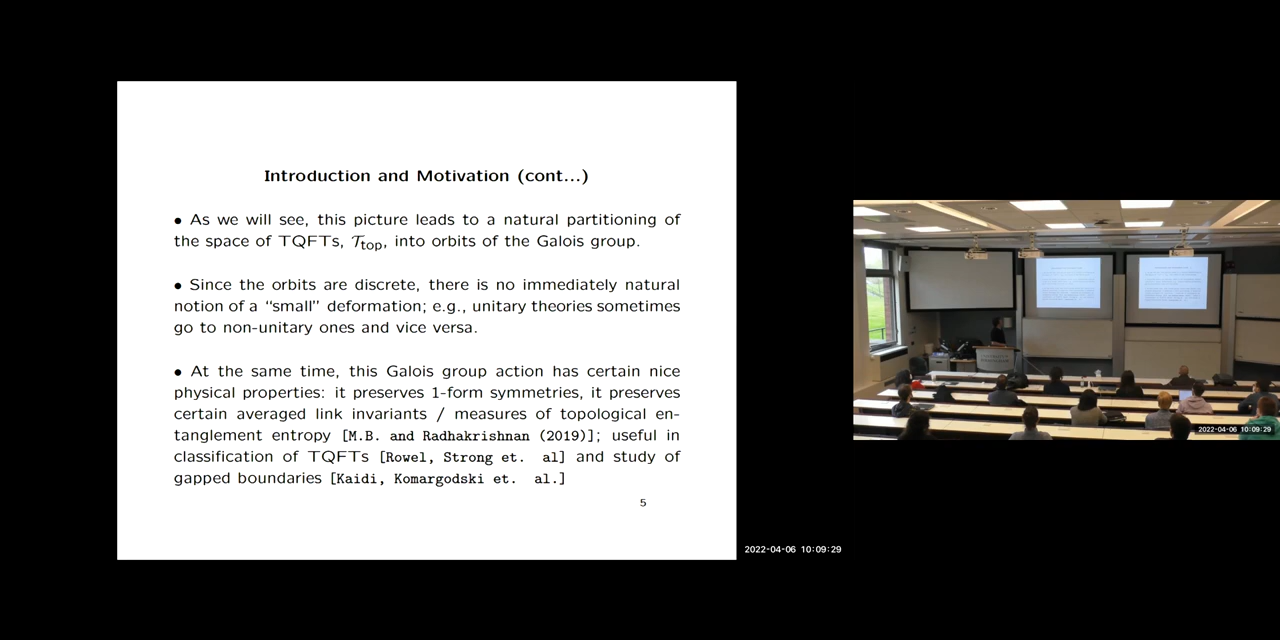 Introduction and Motivation (cont...)
• As we will see, this picture leads to a natural partitioning of
the space of TQFTs, 𝒯top, into orbits of the Galois group.
• Since the orbits are discrete, there is no immediately natural
notion of a “small” deformation; e.g., unitary theories sometimes
go to non-unitary ones and vice versa.
• At the same time, this Galois group action has certain nice
physical properties: it preserves 1-form symmetries, it preserves
certain averaged link invariants / measures of topological en-
tanglement entropy [M.B. and Radhakrishnan (2019)]; useful in
classification of TQFTs [Rowel, Strong et. al] and study of
gapped boundaries [Kaidi, Komargodski et. al.]
5
2022-04-06 10:09:29
2022-04-06 10:09:29